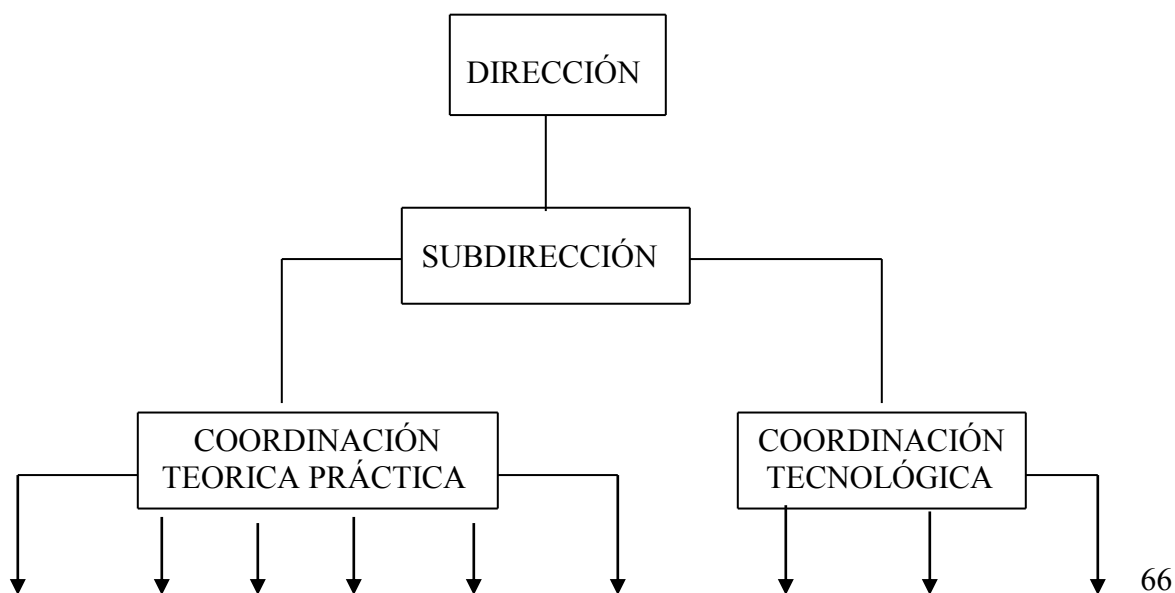 DIRECCIÓN
SUBDIRECCIÓN
COORDINACIÓN
TEORICA PRÁCTICA
COORDINACIÓN
TECNOLÓGICA
66